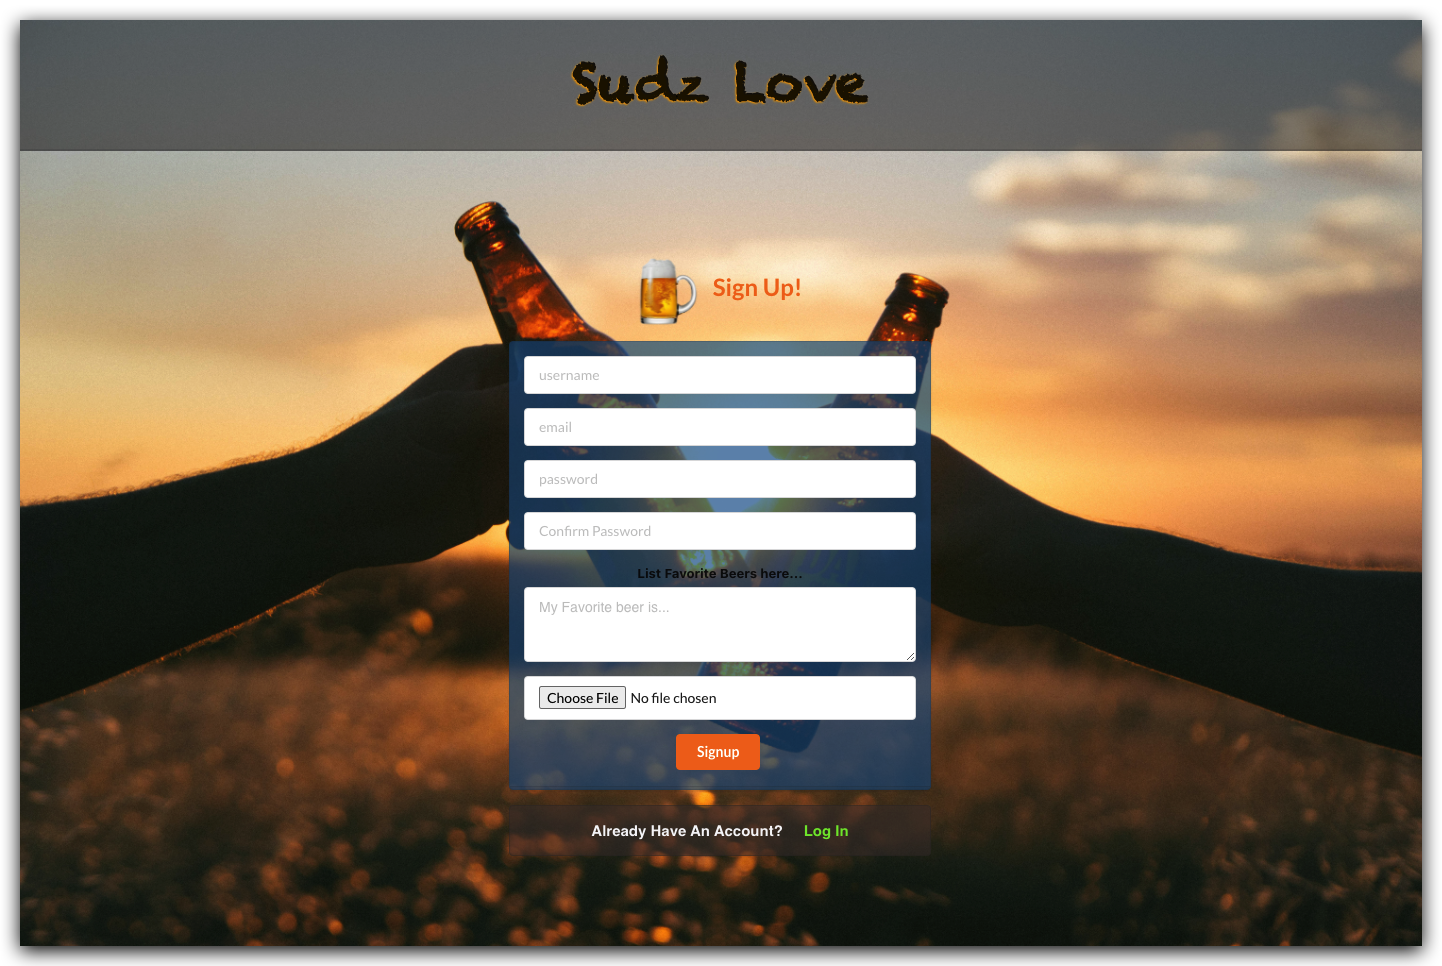 Sudz Love
Sign Up!
username
email
password
Confirm Password
List Favorite Beers here...
My Favorite beer is...
Choose File No file chosen
Signup
Already Have An Account? Log In